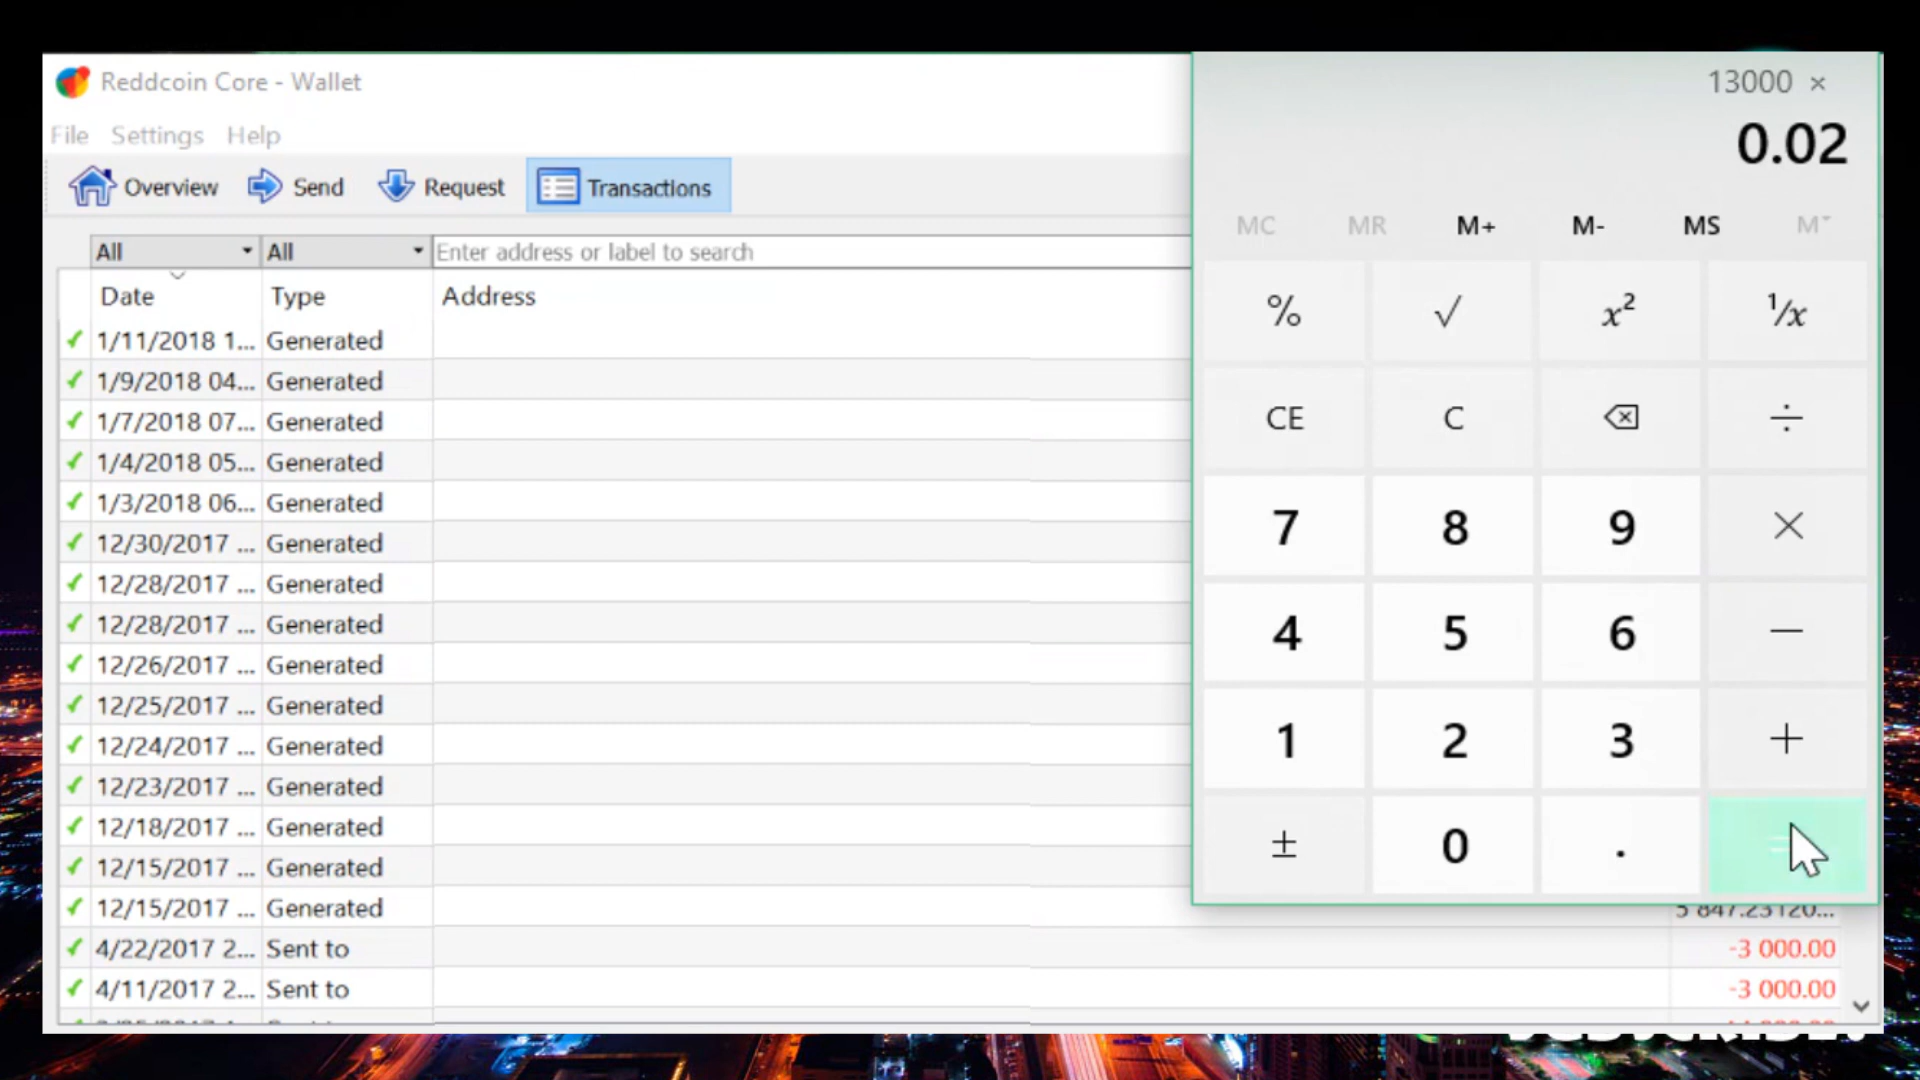 Reddcoin Core - Wallet
File Settings Help
Overview Send Request Transactions
All All Enter address or label to search
Date Type Address
1/11/2018 1... Generated
1/9/2018 04... Generated
1/7/2018 07... Generated
1/4/2018 05... Generated
1/3/2018 06... Generated
12/30/2017 ... Generated
12/28/2017 ... Generated
12/28/2017 ... Generated
12/26/2017 ... Generated
12/25/2017 ... Generated
12/24/2017 ... Generated
12/23/2017 ... Generated
12/18/2017 ... Generated
12/15/2017 ... Generated
12/15/2017 ... Generated 5 847.23120...
4/22/2017 2... Sent to -3 000.00
4/11/2017 2... Sent to -3 000.00
13000 ×
0.02
MC MR M+ M- MS M
% √ x² ¹/x
CE C ÷
7 8 9 ×
4 5 6 −
1 2 3 +
± 0 .